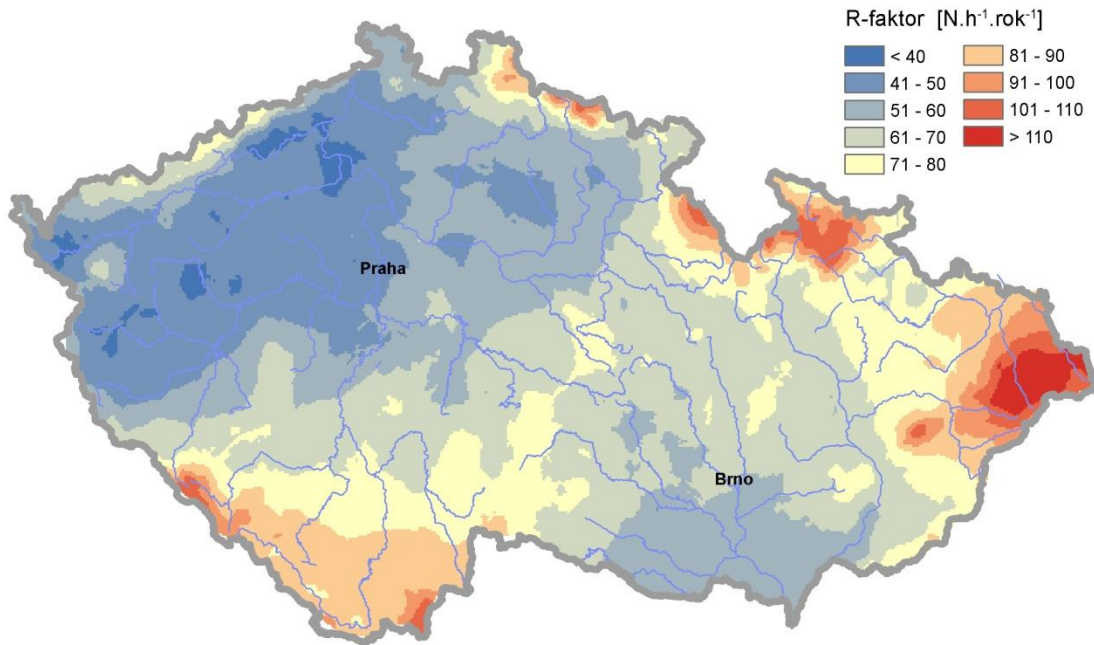 R-faktor [N.h⁻¹.rok⁻¹]
< 40
41 - 50
51 - 60
61 - 70
71 - 80
81 - 90
91 - 100
101 - 110
> 110
Praha
Brno